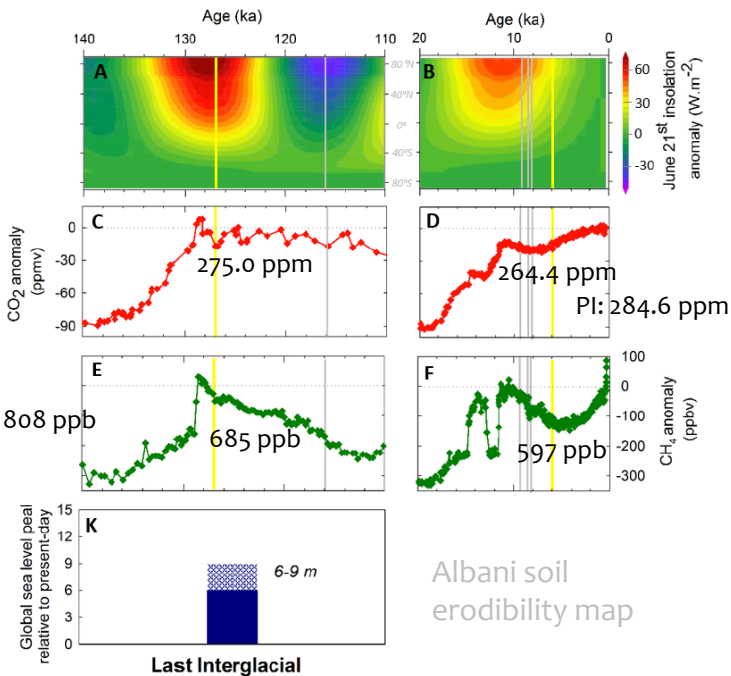 Age (ka)
Age (ka)
140 130 120 110
20 15 10 5 0
A
80°N
40°N
0°
40°S
80°S
B
60
30
0
-30
June 21st insolation
anomaly (W.m-2)
C
0
-30
-60
-90
CO2 anomaly
(ppmv)
275.0 ppm
D
264.4 ppm
PI: 284.6 ppm
E
808 ppb
685 ppb
F
597 ppb
100
0
-100
-200
-300
CH4 anomaly
(ppbv)
K
15
12
9
6
3
0
Global sea level peal
relative to present-day
6-9 m
Last Interglacial
Albani soil
erodibility map